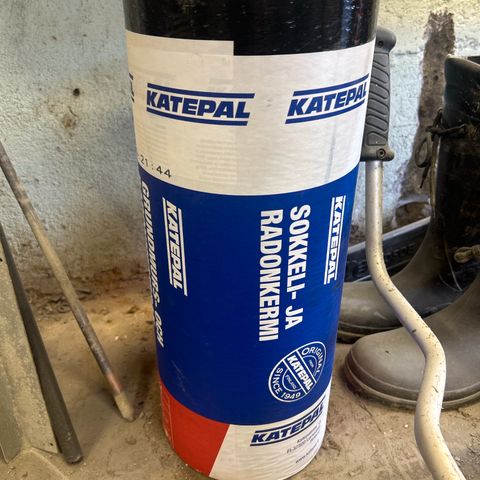 KATEPAL
KATEPAL
21:44
KATEPAL
KATEPAL
SOKKELI- JA
RADONKERMI
ORIGINAL
KATEPAL
SINCE 1949
KATEPAL